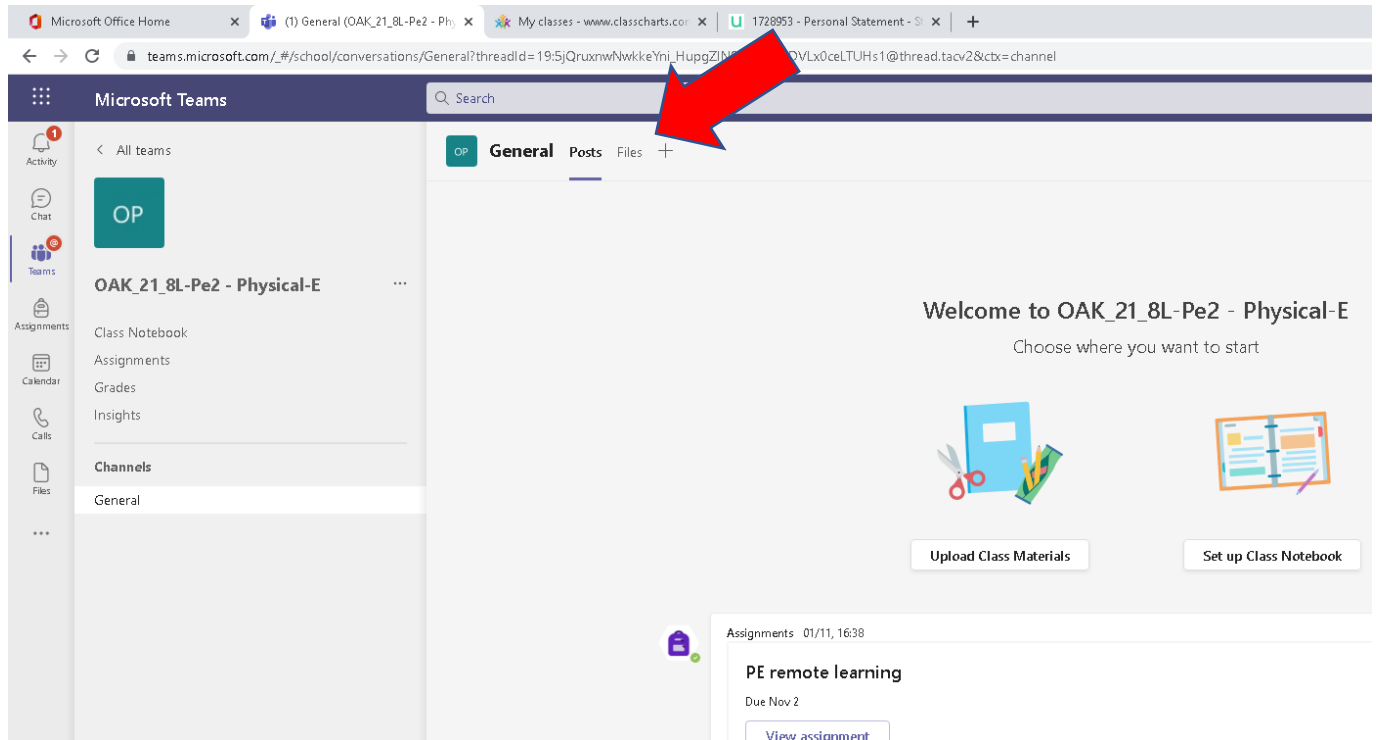 Microsoft Office Home
(1) General (OAK_21_8L-Pe2 - Phy
My classes - www.classcharts.cor
1728953 - Personal Statement - S
teams.microsoft.com/_#/school/conversations/General?threadId=19:5jQruxnwNwkkeYni_HupgZIN
VLx0ceLTUHs1@thread.tacv2&ctx=channel
Microsoft Teams
Search
1
Activity
Chat
@
Teams
Assignments
Calendar
Calls
Files
...
All teams
OP
OAK_21_8L-Pe2 - Physical-E ...
Class Notebook
Assignments
Grades
Insights
Channels
General
OP General Posts Files +
Welcome to OAK_21_8L-Pe2 - Physical-E
Choose where you want to start
Upload Class Materials
Set up Class Notebook
Assignments 01/11, 16:38
PE remote learning
Due Nov 2
View assignment